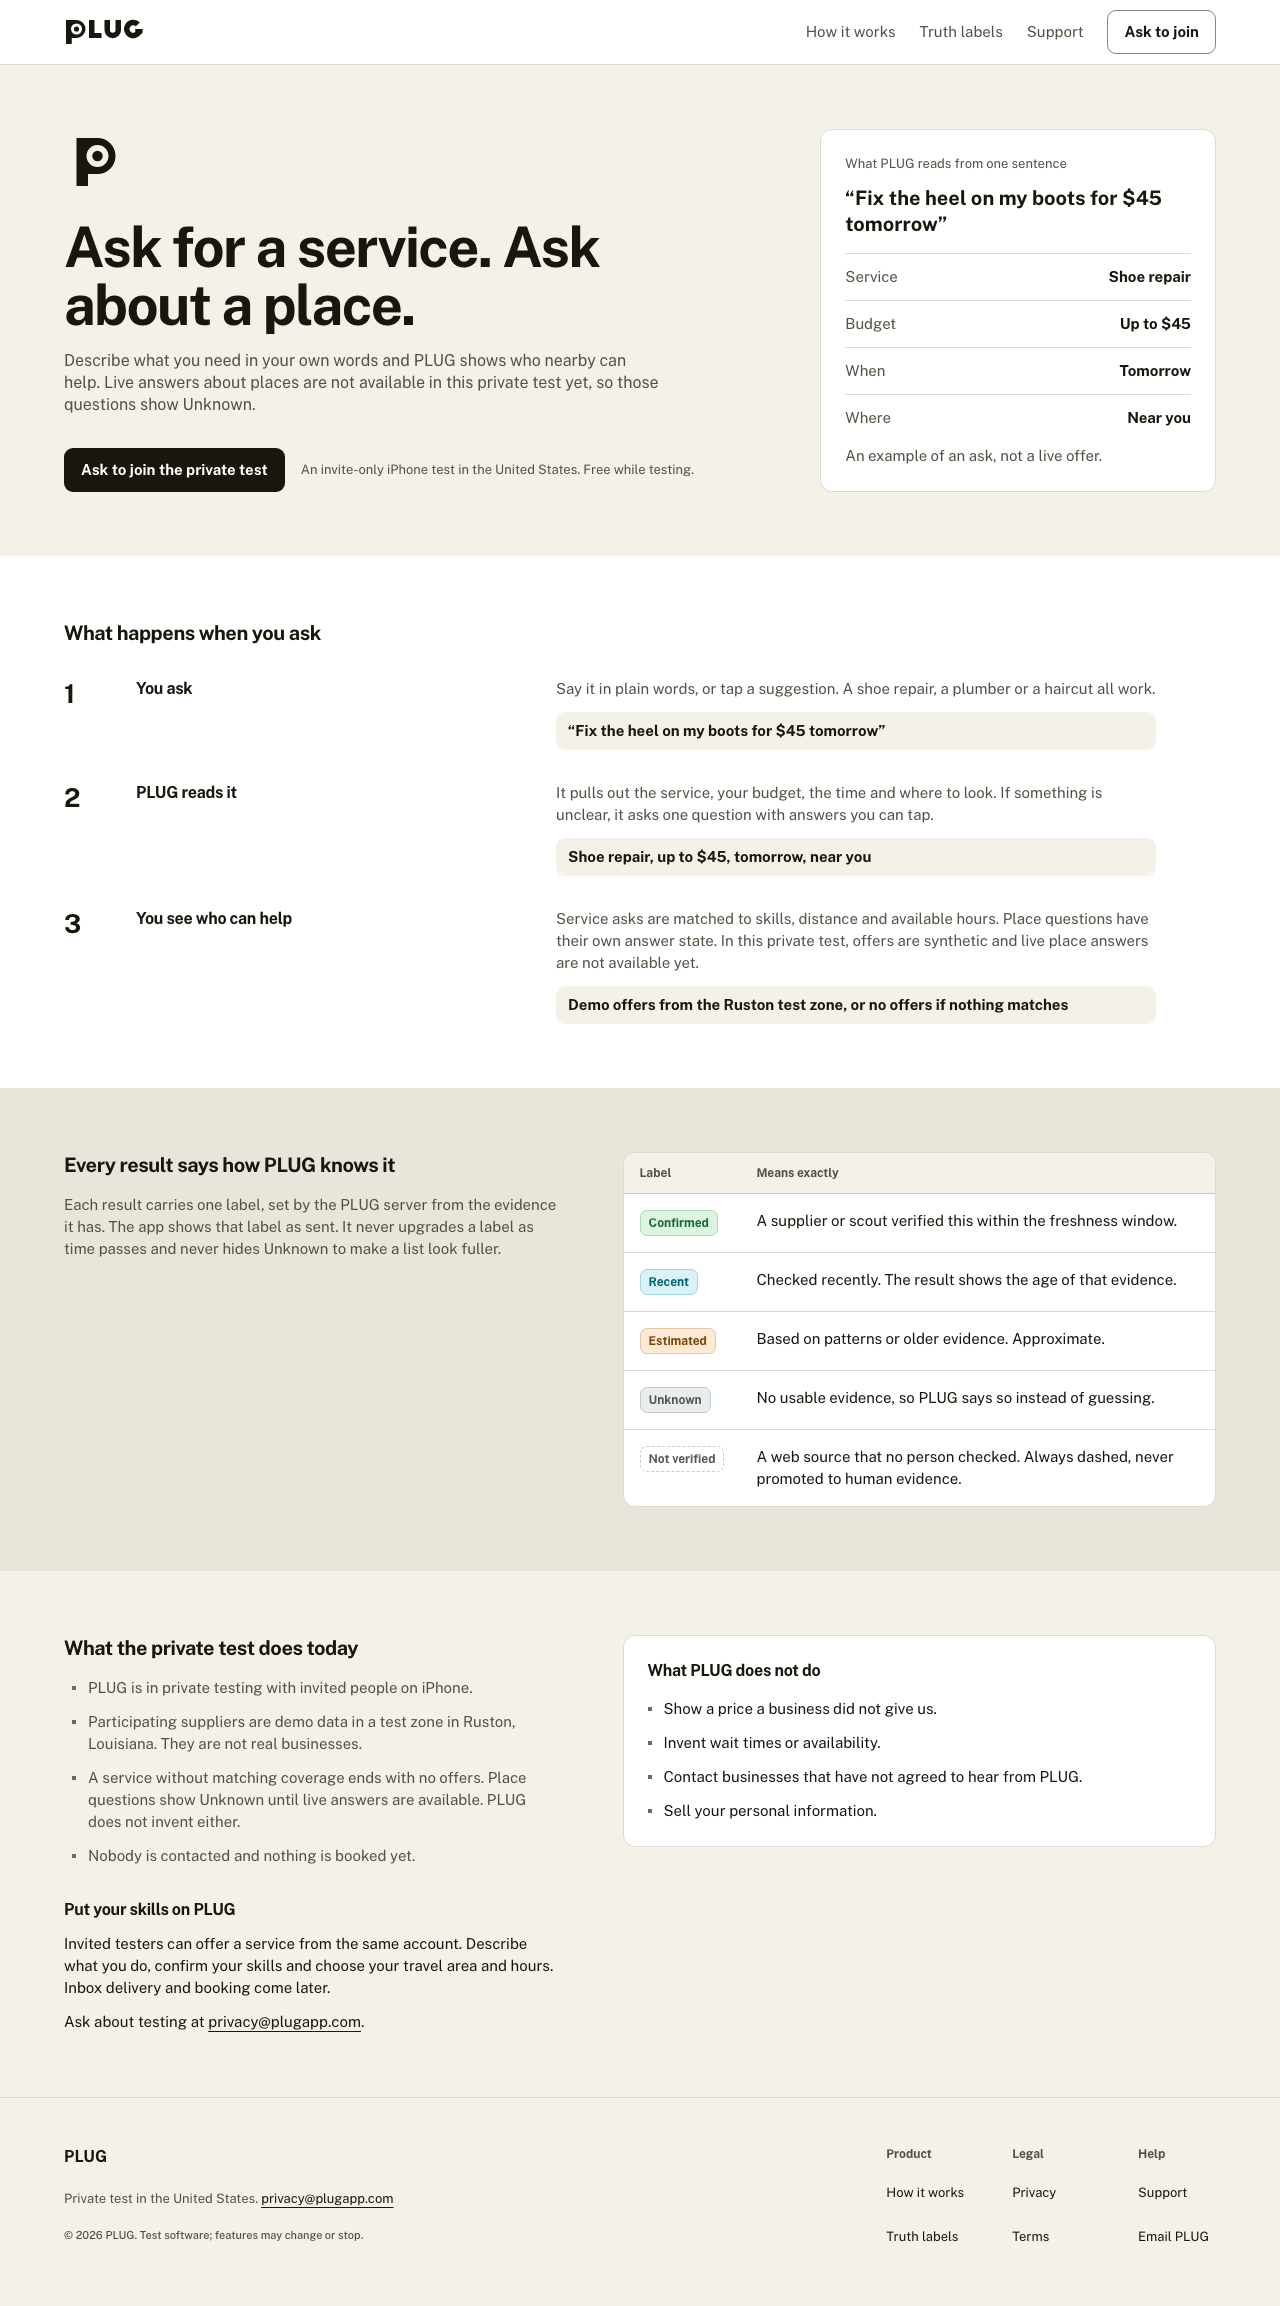 PLUG
How it works
Truth labels
Support
Ask to join
P
Ask for a service. Ask
about a place.
Describe what you need in your own words and PLUG shows who nearby can
help. Live answers about places are not available in this private test yet, so those
questions show Unknown.
Ask to join the private test
An invite-only iPhone test in the United States. Free while testing.
What PLUG reads from one sentence
“Fix the heel on my boots for $45
tomorrow”
Service Shoe repair
Budget Up to $45
When Tomorrow
Where Near you
An example of an ask, not a live offer.
What happens when you ask
1 You ask
Say it in plain words, or tap a suggestion. A shoe repair, a plumber or a haircut all work.
“Fix the heel on my boots for $45 tomorrow”
2 PLUG reads it
It pulls out the service, your budget, the time and where to look. If something is
unclear, it asks one question with answers you can tap.
Shoe repair, up to $45, tomorrow, near you
3 You see who can help
Service asks are matched to skills, distance and available hours. Place questions have
their own answer state. In this private test, offers are synthetic and live place answers
are not available yet.
Demo offers from the Ruston test zone, or no offers if nothing matches
Every result says how PLUG knows it
Each result carries one label, set by the PLUG server from the evidence
it has. The app shows that label as sent. It never upgrades a label as
time passes and never hides Unknown to make a list look fuller.
Label Means exactly
Confirmed A supplier or scout verified this within the freshness window.
Recent Checked recently. The result shows the age of that evidence.
Estimated Based on patterns or older evidence. Approximate.
Unknown No usable evidence, so PLUG says so instead of guessing.
Not verified A web source that no person checked. Always dashed, never
promoted to human evidence.
What the private test does today
PLUG is in private testing with invited people on iPhone.
Participating suppliers are demo data in a test zone in Ruston,
Louisiana. They are not real businesses.
A service without matching coverage ends with no offers. Place
questions show Unknown until live answers are available. PLUG
does not invent either.
Nobody is contacted and nothing is booked yet.
Put your skills on PLUG
Invited testers can offer a service from the same account. Describe
what you do, confirm your skills and choose your travel area and hours.
Inbox delivery and booking come later.
Ask about testing at privacy@plugapp.com.
What PLUG does not do
Show a price a business did not give us.
Invent wait times or availability.
Contact businesses that have not agreed to hear from PLUG.
Sell your personal information.
PLUG
Private test in the United States. privacy@plugapp.com
© 2026 PLUG. Test software; features may change or stop.
Product
How it works
Truth labels
Legal
Privacy
Terms
Help
Support
Email PLUG